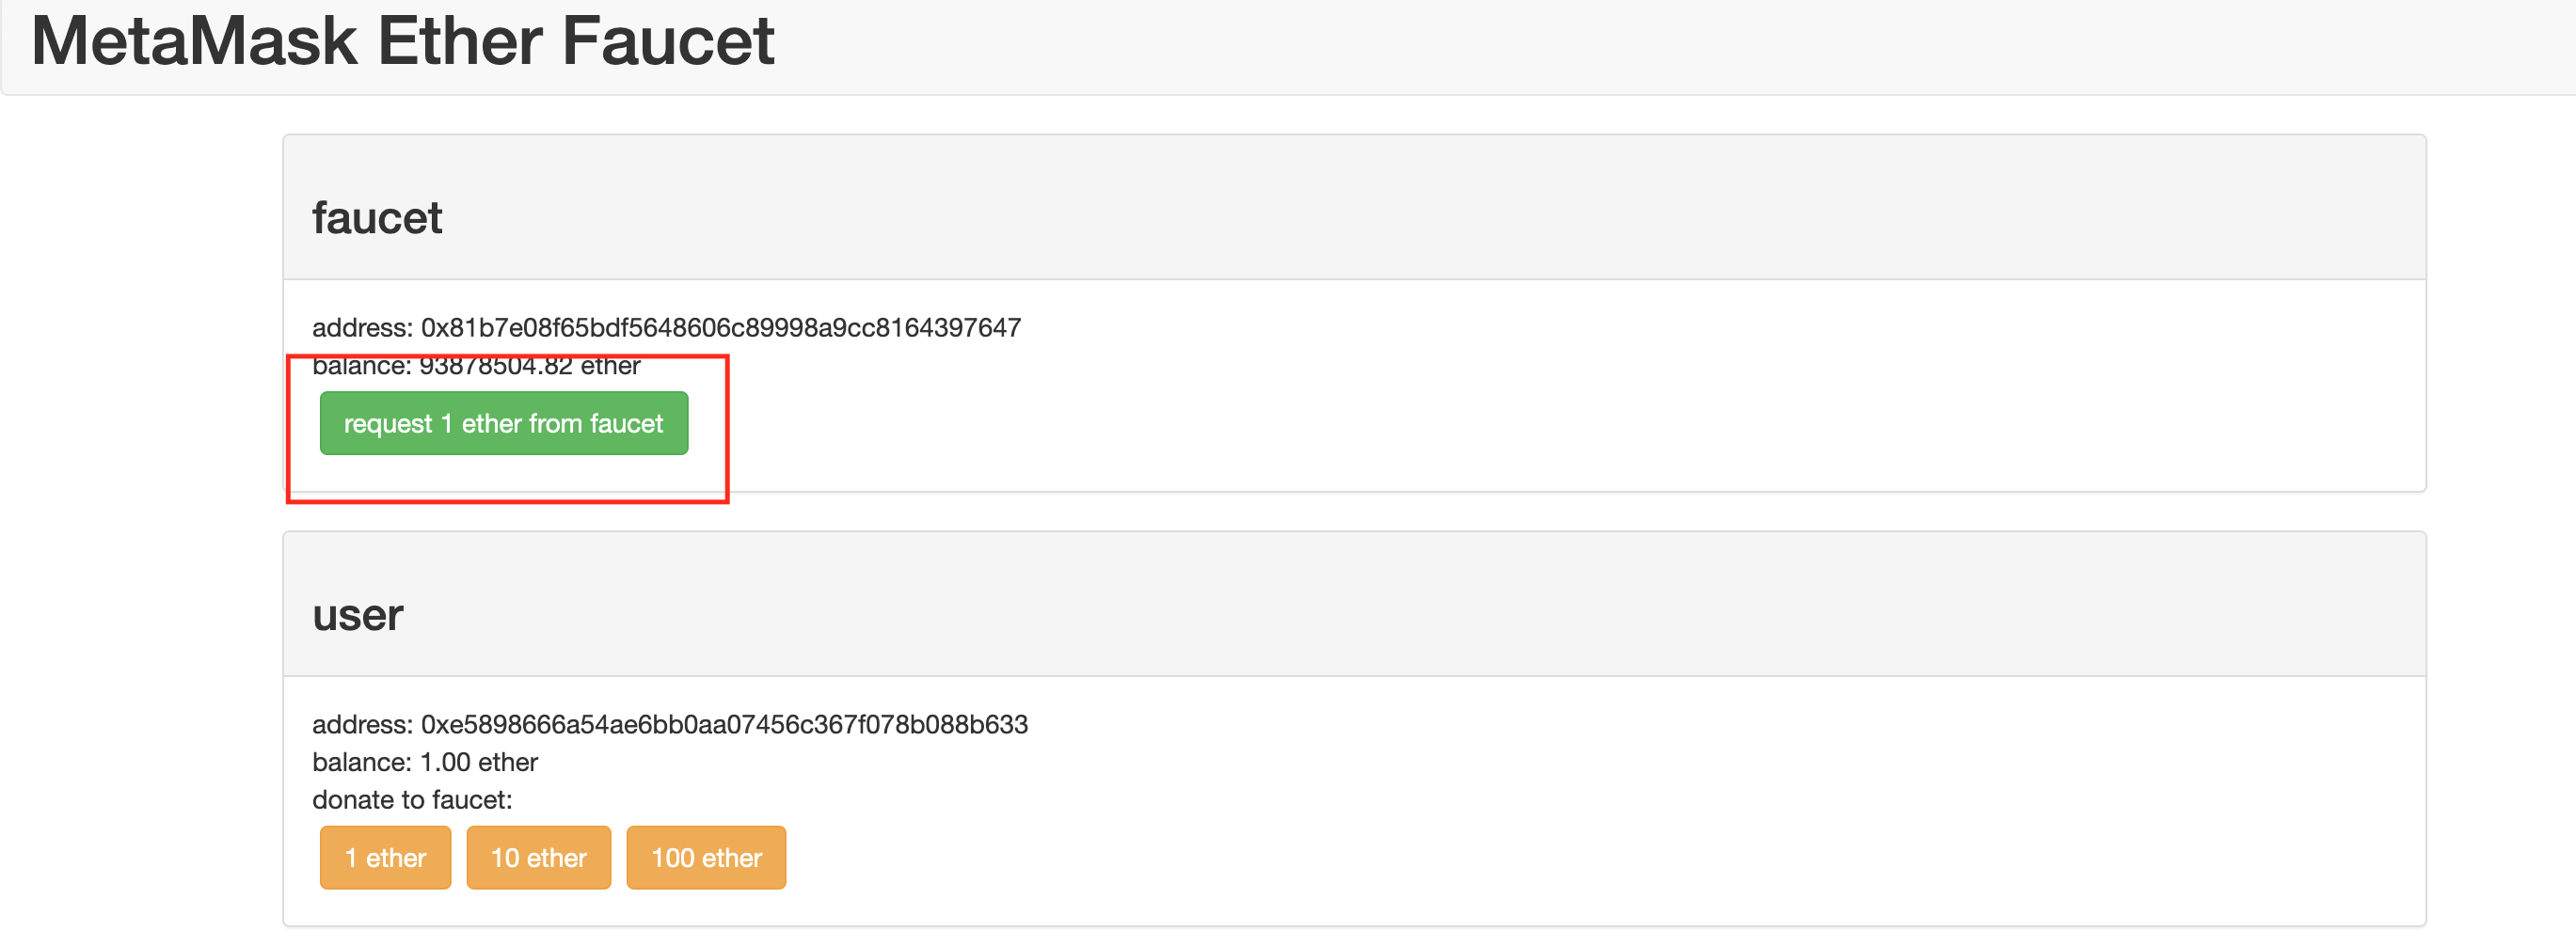 MetaMask Ether Faucet
faucet
address: 0x81b7e08f65bdf5648606c89998a9cc8164397647
balance: 93878504.82 ether
request 1 ether from faucet
user
address: 0xe5898666a54ae6bb0aa07456c367f078b088b633
balance: 1.00 ether
donate to faucet:
1 ether 10 ether 100 ether